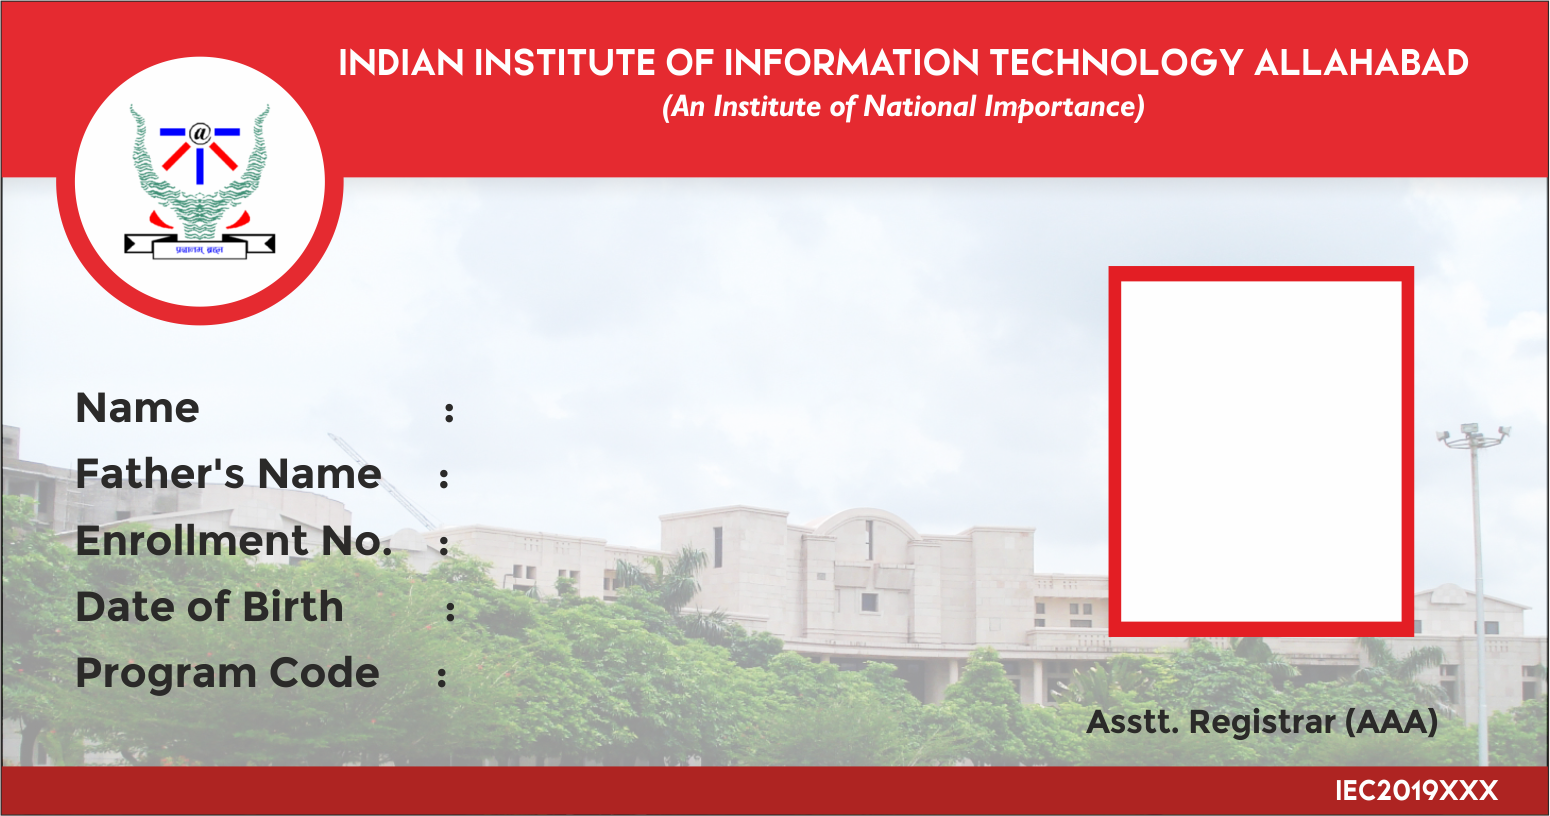 INDIAN INSTITUTE OF INFORMATION TECHNOLOGY ALLAHABAD
(An Institute of National Importance)
@
प्रज्ञानम् ब्रह्म
Name :
Father's Name :
Enrollment No. :
Date of Birth :
Program Code :
Asstt. Registrar (AAA)
IEC2019XXX